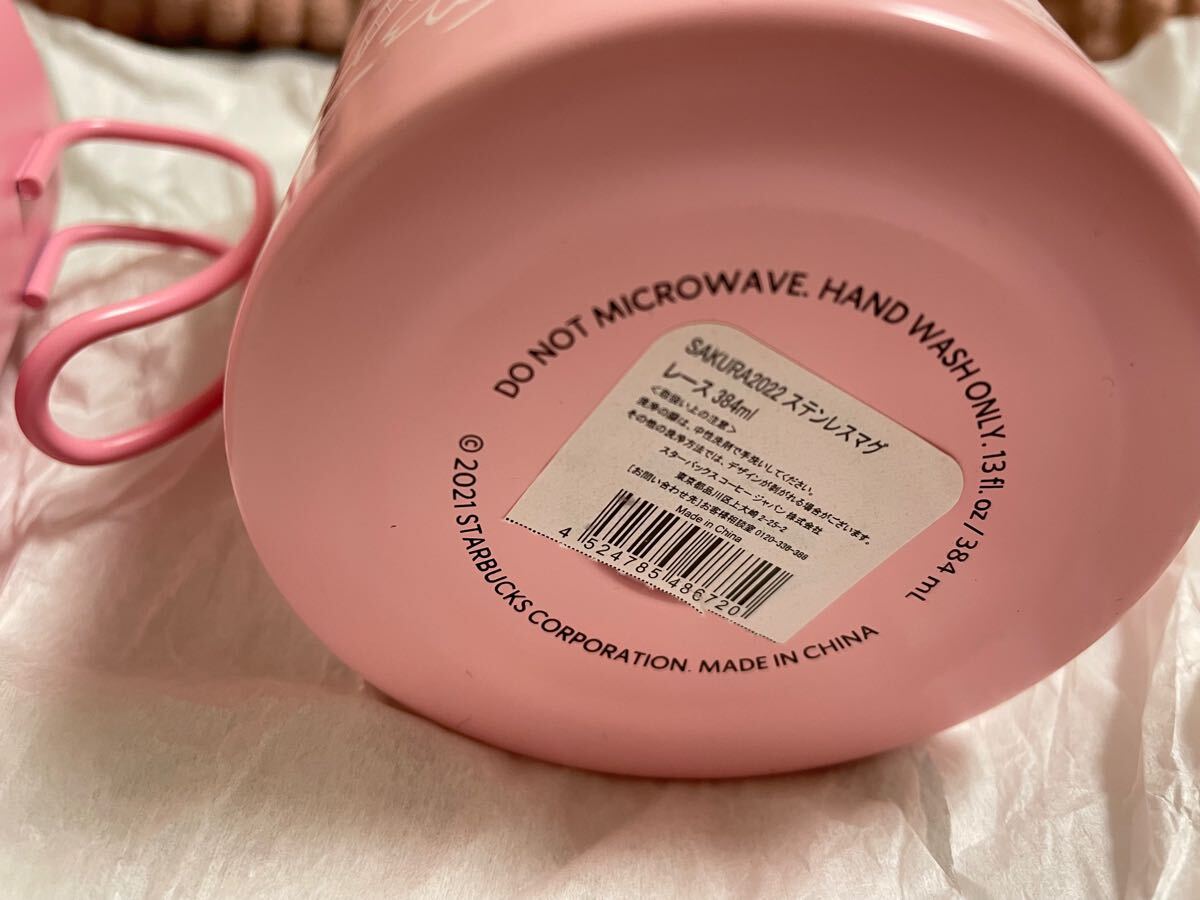 DO NOT MICROWAVE. HAND WASH ONLY. 13 fl. oz / 384 mL
SAKURA2022 ステンレスマグ
レース 384ml
<取扱い上の注意>
洗浄の際は、中性洗剤で手洗いしてください。
その他の洗浄方法では、デザインが剥がれる場合がございます。
スターバックス コーヒー ジャパン 株式会社
東京都品川区上大崎 2-25-2
[お問い合わせ先]お客様相談室 0120-336-388
Made in China
4 524785 486720
© 2021 STARBUCKS CORPORATION. MADE IN CHINA